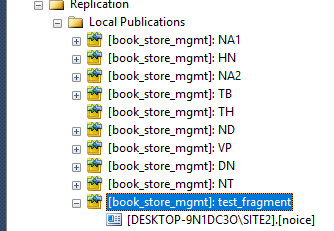 Replication
Local Publications
[book_store_mgmt]: NA1
[book_store_mgmt]: HN
[book_store_mgmt]: NA2
[book_store_mgmt]: TB
[book_store_mgmt]: TH
[book_store_mgmt]: ND
[book_store_mgmt]: VP
[book_store_mgmt]: DN
[book_store_mgmt]: NT
[book_store_mgmt]: test_fragment
[DESKTOP-9N1DC3O\SITE2].[noice]